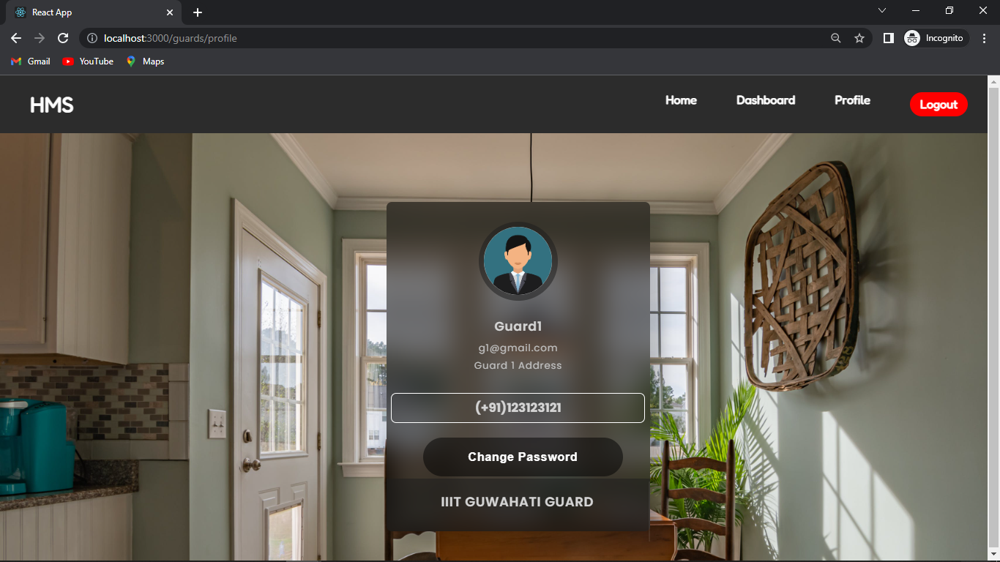 React App
localhost:3000/guards/profile
Incognito
Gmail
YouTube
Maps
HMS
Home
Dashboard
Profile
Logout
Guard1
g1@gmail.com
Guard 1 Address
(+91)123123121
Change Password
IIIT GUWAHATI GUARD